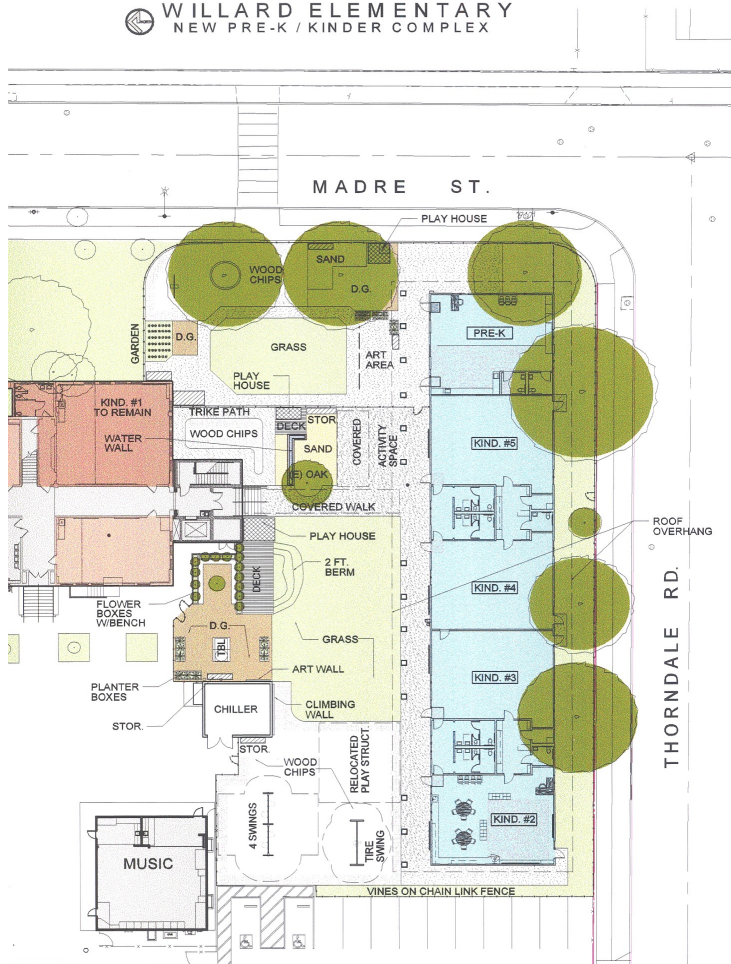 WILLARD ELEMENTARY
NEW PRE-K / KINDER COMPLEX
MADRE ST.
PLAY HOUSE
SAND
WOOD
CHIPS
D.G.
GARDEN
D.G.
GRASS
ART
AREA
PRE-K
PLAY
HOUSE
KIND. #1
TO REMAIN
TRIKE PATH
WOOD CHIPS
WATER
WALL
DECK
STOR
SAND
COVERED
ACTIVITY
SPACE
KIND. #5
(E) OAK
COVERED WALK
ROOF
OVERHANG
PLAY HOUSE
2 FT.
BERM
DECK
KIND. #4
FLOWER
BOXES
W/BENCH
D.G.
TBL
GRASS
THORNDALE RD.
ART WALL
KIND. #3
PLANTER
BOXES
CHILLER
CLIMBING
WALL
STOR.
STOR.
WOOD
CHIPS
RELOCATED
PLAY STRUCT.
4 SWINGS
TIRE
SWING
KIND. #2
MUSIC
VINES ON CHAIN LINK FENCE